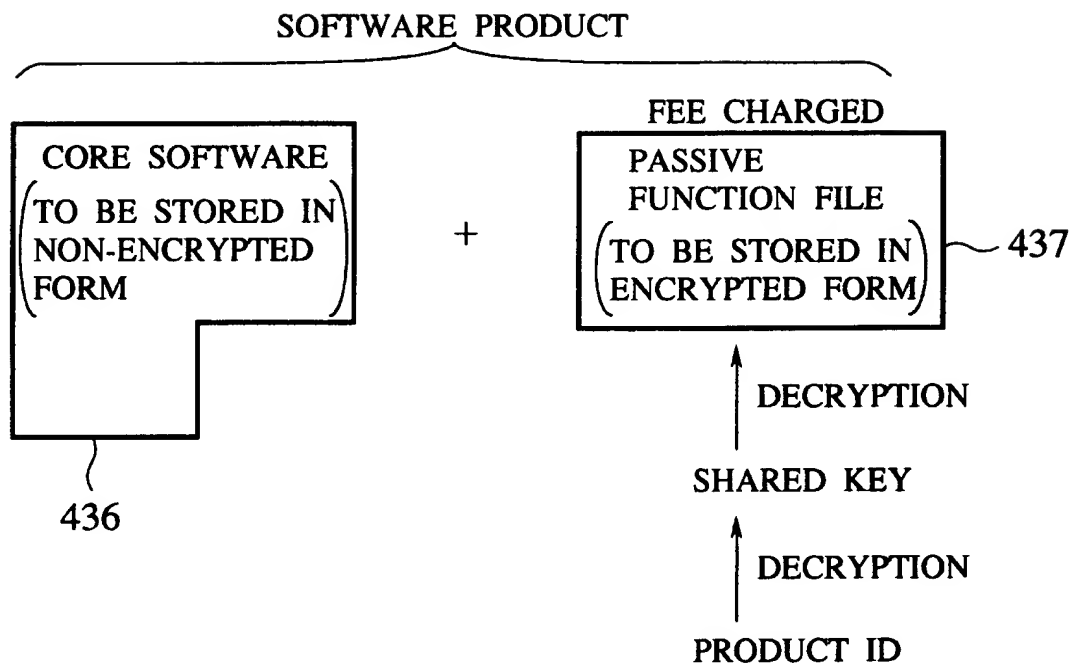 SOFTWARE PRODUCT
CORE SOFTWARE
(TO BE STORED IN
NON-ENCRYPTED
FORM)
436
+
FEE CHARGED
PASSIVE
FUNCTION FILE
(TO BE STORED IN
ENCRYPTED FORM)
437
DECRYPTION
SHARED KEY
DECRYPTION
PRODUCT ID